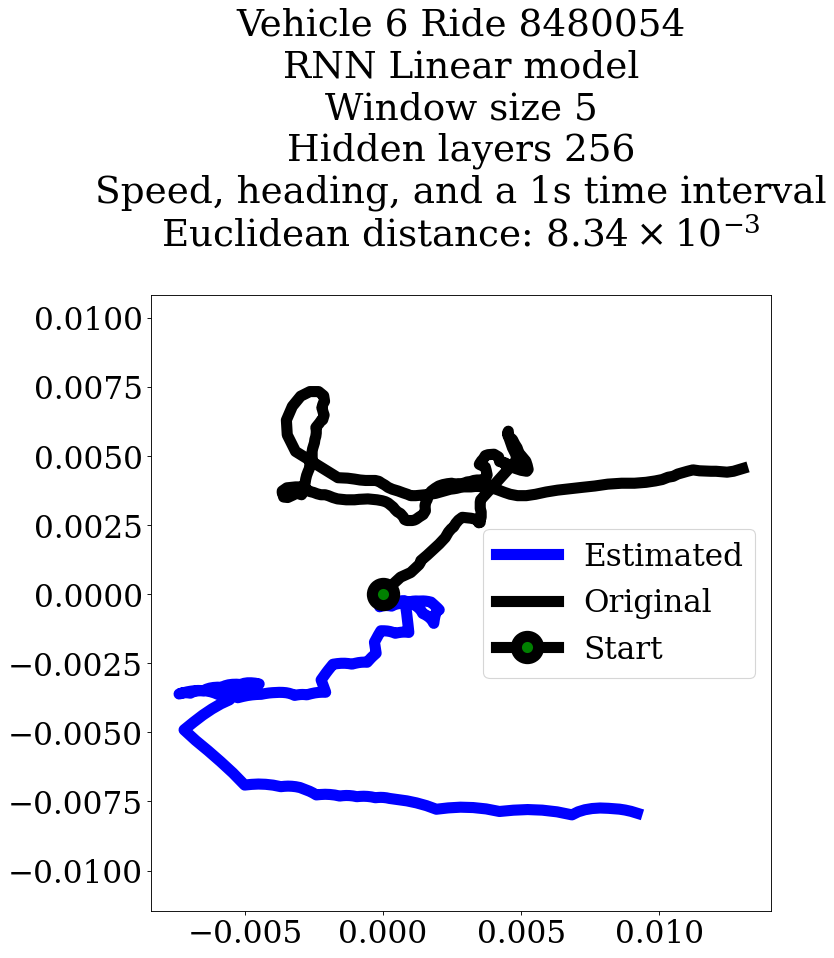 Vehicle 6 Ride 8480054
RNN Linear model
Window size 5
Hidden layers 256
Speed, heading, and a 1s time interval
Euclidean distance: 8.34 × 10⁻³
0.0100
0.0075
0.0050
0.0025
0.0000
−0.0025
−0.0050
−0.0075
−0.0100
Estimated
Original
Start
−0.005 0.000 0.005 0.010